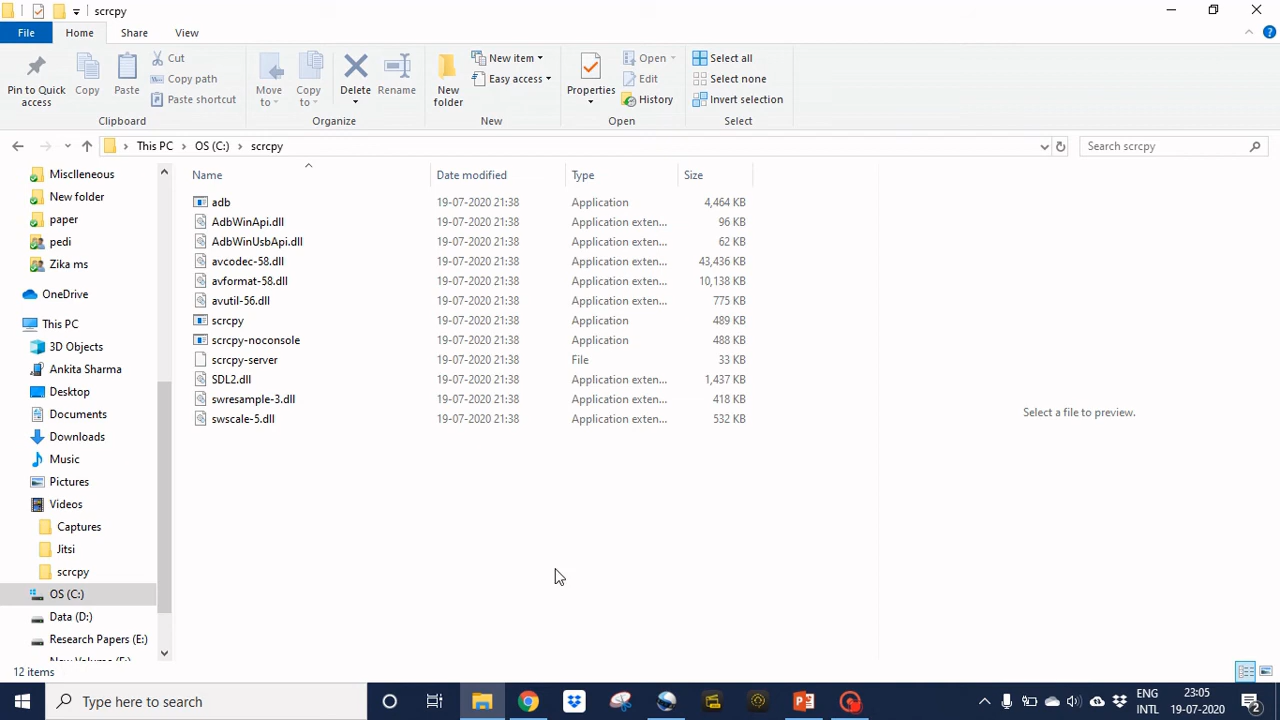 scrcpy
File Home Share View
Pin to Quick access
Copy
Paste
Cut
Copy path
Paste shortcut
Clipboard
Move to
Copy to
Delete
Rename
Organize
New folder
New item
Easy access
New
Properties
Open
Edit
History
Open
Select all
Select none
Invert selection
Select
This PC > OS (C:) > scrcpy
Search scrcpy
Misclleneous
New folder
paper
pedi
Zika ms
OneDrive
This PC
3D Objects
Ankita Sharma
Desktop
Documents
Downloads
Music
Pictures
Videos
Captures
Jitsi
scrcpy
OS (C:)
Data (D:)
Research Papers (E:)
New Volume (F:)
Name Date modified Type Size
adb 19-07-2020 21:38 Application 4,464 KB
AdbWinApi.dll 19-07-2020 21:38 Application exten... 96 KB
AdbWinUsbApi.dll 19-07-2020 21:38 Application exten... 62 KB
avcodec-58.dll 19-07-2020 21:38 Application exten... 43,436 KB
avformat-58.dll 19-07-2020 21:38 Application exten... 10,138 KB
avutil-56.dll 19-07-2020 21:38 Application exten... 775 KB
scrcpy 19-07-2020 21:38 Application 489 KB
scrcpy-noconsole 19-07-2020 21:38 Application 488 KB
scrcpy-server 19-07-2020 21:38 File 33 KB
SDL2.dll 19-07-2020 21:38 Application exten... 1,437 KB
swresample-3.dll 19-07-2020 21:38 Application exten... 418 KB
swscale-5.dll 19-07-2020 21:38 Application exten... 532 KB
Select a file to preview.
12 items
Type here to search
ENG
INTL
23:05
19-07-2020
2